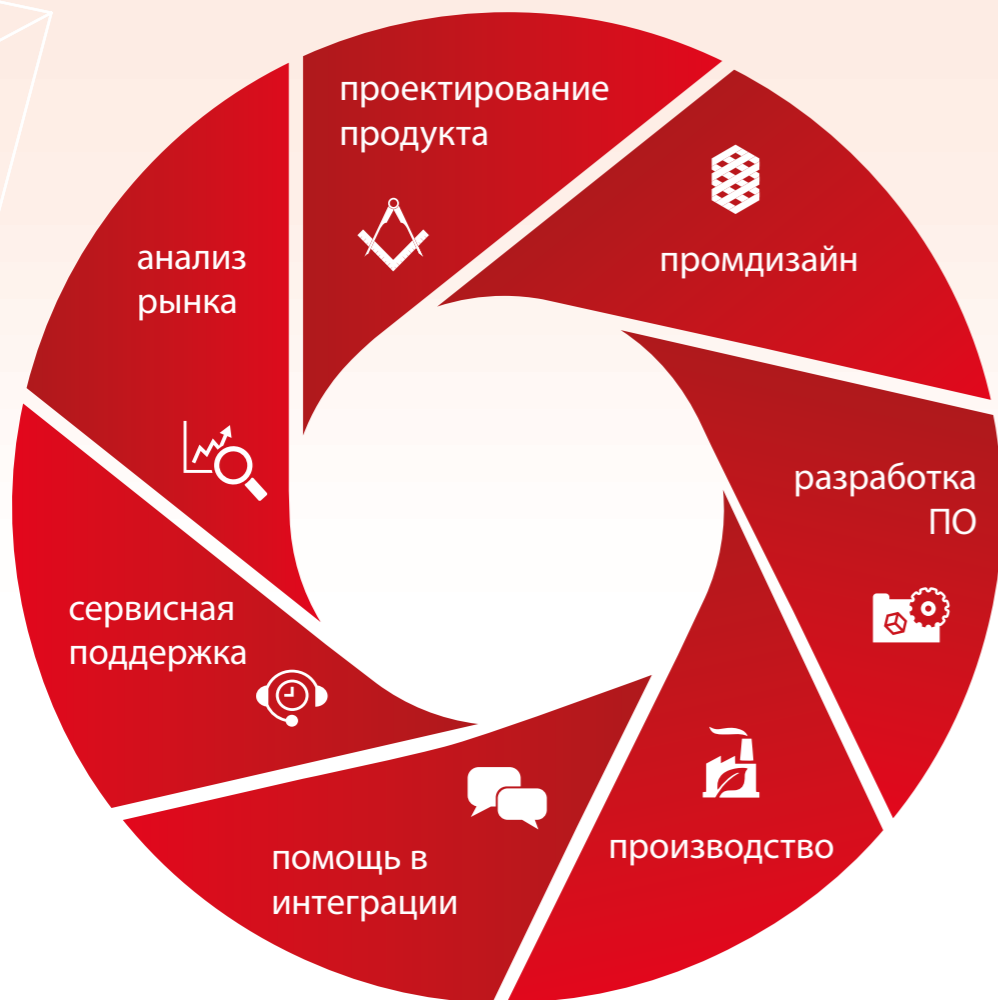 проектирование
продукта
промдизайн
разработка
ПО
производство
помощь в
интеграции
сервисная
поддержка
анализ
рынка